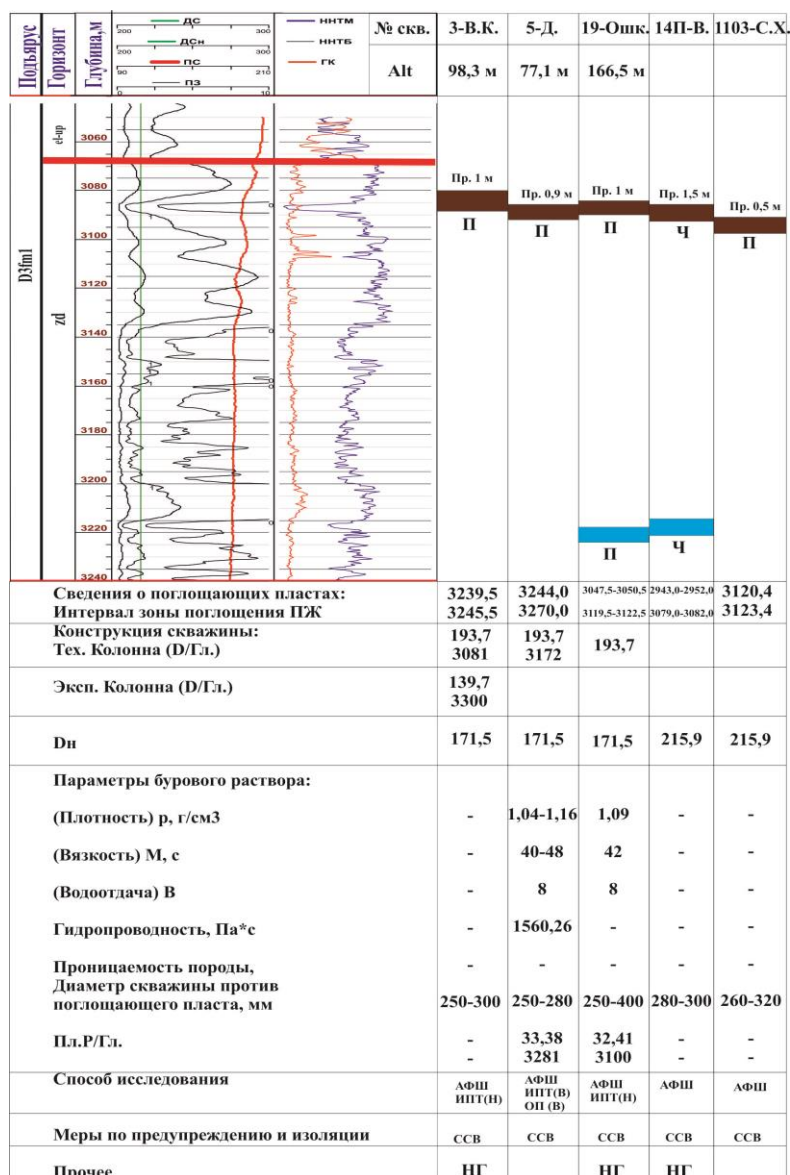 Подъярус
Горизонт
Глубина,м
200 ДС 300
200 ДСн 300
90 ПС 210
0 ПЗ 10
ННТМ
ННТБ
ГК
№ скв. 3-В.К. 5-Д. 19-Ошк. 14П-В. 1103-С.Х.
Alt 98,3 м 77,1 м 166,5 м
D3fm1
el-up
zd
3060
3080
3100
3120
3140
3160
3180
3200
3220
3240
Пр. 1 м Пр. 0,9 м Пр. 1 м Пр. 1,5 м Пр. 0,5 м
П П П Ч П
П Ч
Сведения о поглощающих пластах: 3239,5 3244,0 3047,5-3050,5 2943,0-2952,0 3120,4
Интервал зоны поглощения ПЖ 3245,5 3270,0 3119,5-3122,5 3079,0-3082,0 3123,4
Конструкция скважины: 193,7 193,7 193,7
Тех. Колонна (D/Гл.) 3081 3172
Эксп. Колонна (D/Гл.) 139,7
3300
Dн 171,5 171,5 171,5 215,9 215,9
Параметры бурового раствора:
(Плотность) р, г/см3 - 1,04-1,16 1,09 - -
(Вязкость) М, с - 40-48 42 - -
(Водоотдача) В - 8 8 - -
Гидропроводность, Па*с - 1560,26 - - -
Проницаемость породы, - - - - -
Диаметр скважины против
поглощающего пласта, мм 250-300 250-280 250-400 280-300 260-320
Пл.Р/Гл. - 33,38 32,41 - -
- 3281 3100 - -
Способ исследования АФШ АФШ АФШ АФШ АФШ
ИПТ(Н) ИПТ(В) ИПТ(Н)
ОП (В)
Меры по предупреждению и изоляции ССВ ССВ ССВ ССВ ССВ
Прочее НГ НГ НГ